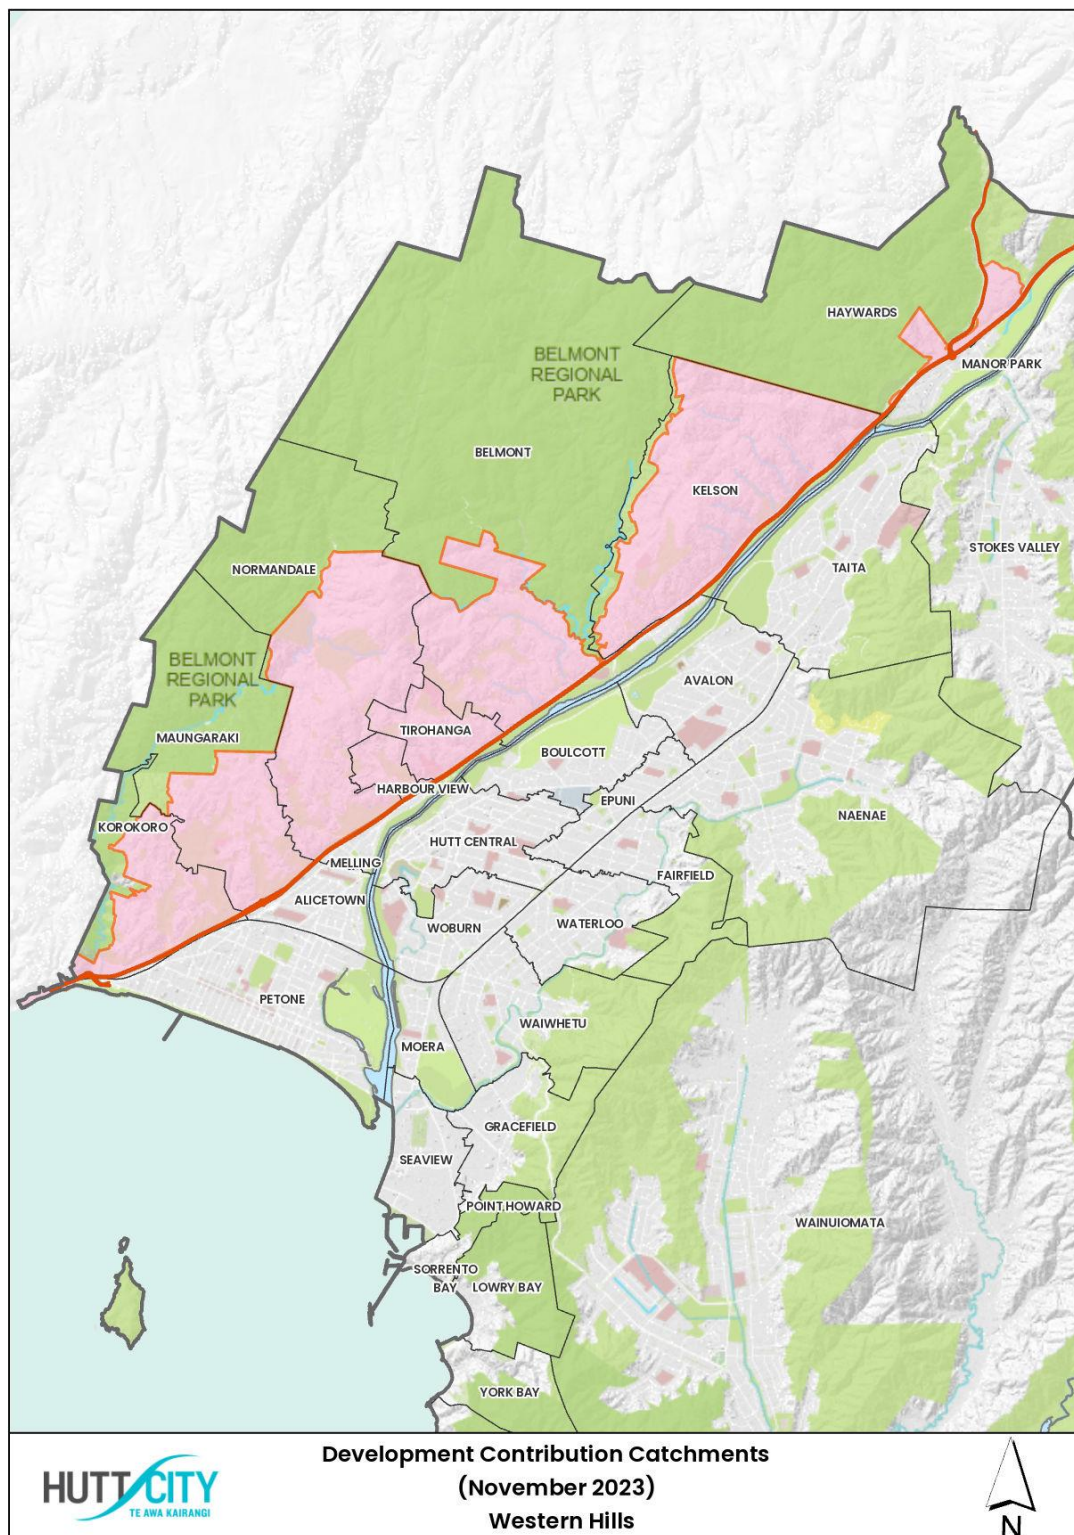 HAYWARDS
BELMONT
REGIONAL
PARK
MANOR PARK
BELMONT
KELSON
STOKES VALLEY
NORMANDALE
TAITA
BELMONT
REGIONAL
PARK
AVALON
MAUNGARAKI
TIROHANGA
BOULCOTT
HARBOUR VIEW
EPUNI
NAENAE
KOROKORO
HUTT CENTRAL
MELLING
FAIRFIELD
ALICETOWN
WOBURN
WATERLOO
PETONE
WAIWHETU
MOERA
GRACEFIELD
SEAVIEW
POINT HOWARD
WAINUIOMATA
SORRENTO
BAY
LOWRY BAY
YORK BAY
HUTT CITY
TE AWA KAIRANGI
Development Contribution Catchments
(November 2023)
Western Hills
N